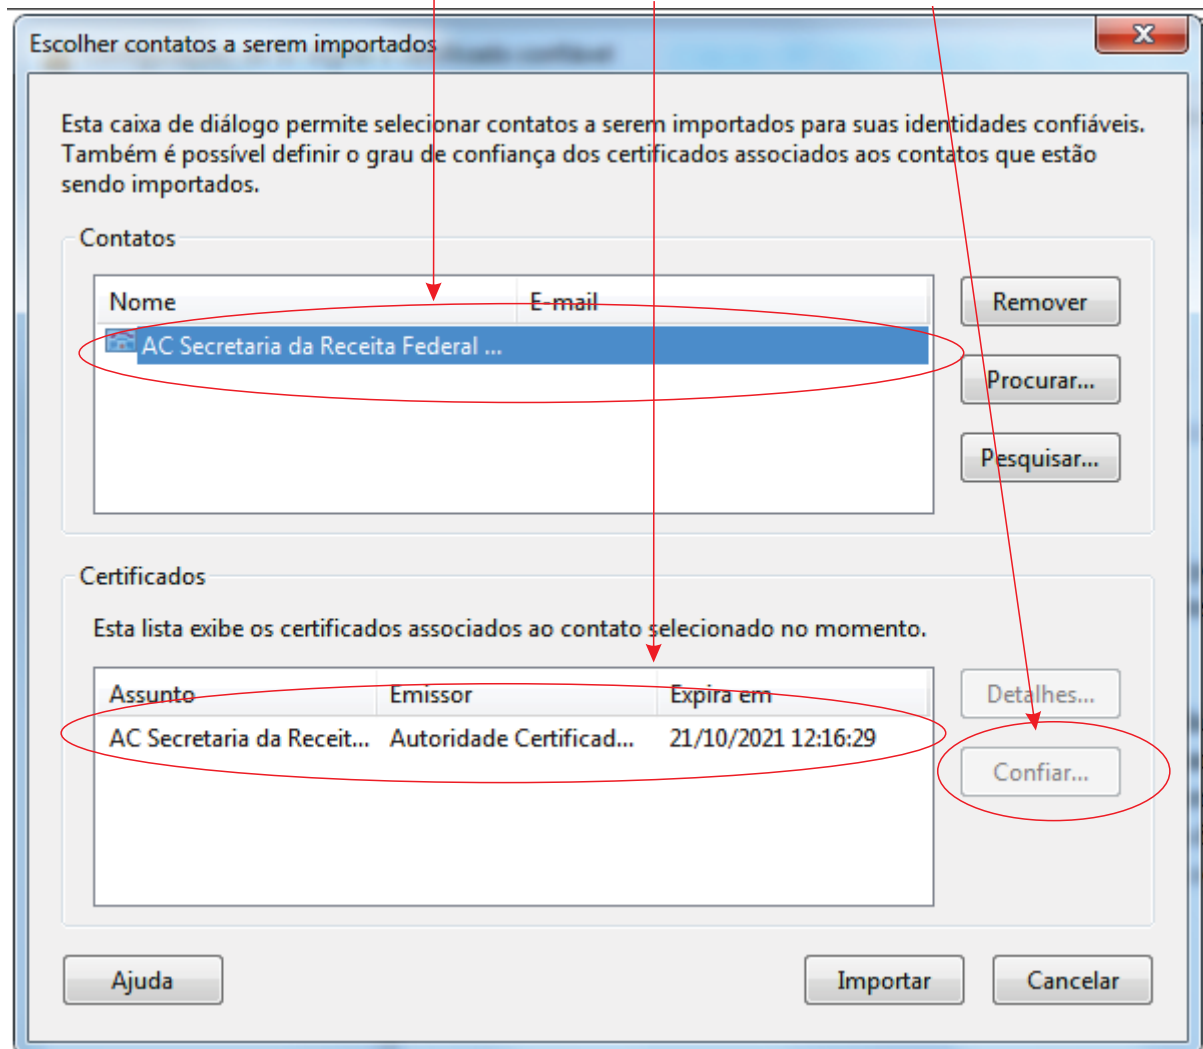 Escolher contatos a serem importados
Esta caixa de diálogo permite selecionar contatos a serem importados para suas identidades confiáveis.
Também é possível definir o grau de confiança dos certificados associados aos contatos que estão
sendo importados.
Contatos
Nome E-mail
AC Secretaria da Receita Federal ...
Remover
Procurar...
Pesquisar...
Certificados
Esta lista exibe os certificados associados ao contato selecionado no momento.
Assunto Emissor Expira em
AC Secretaria da Receit... Autoridade Certificad... 21/10/2021 12:16:29
Detalhes...
Confiar...
Ajuda Importar Cancelar